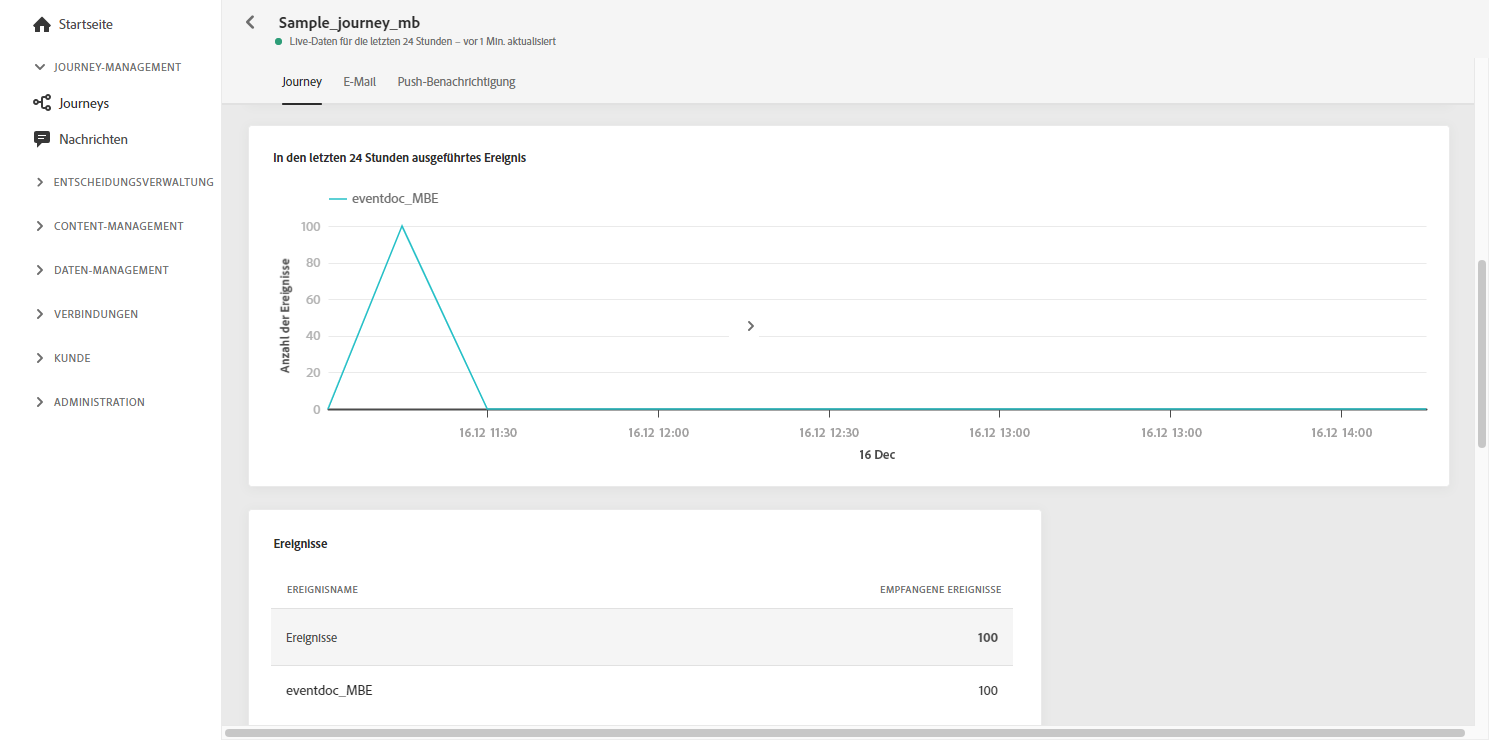 Startseite
JOURNEY-MANAGEMENT
Journeys
Nachrichten
ENTSCHEIDUNGSVERWALTUNG
CONTENT-MANAGEMENT
DATEN-MANAGEMENT
VERBINDUNGEN
KUNDE
ADMINISTRATION
Sample_journey_mb
Live-Daten für die letzten 24 Stunden – vor 1 Min. aktualisiert
Journey E-Mail Push-Benachrichtigung
In den letzten 24 Stunden ausgeführtes Ereignis
eventdoc_MBE
Anzahl der Ereignisse
100
80
60
40
20
0
16.12 11:30 16.12 12:00 16.12 12:30 16.12 13:00 16.12 13:00 16.12 14:00
16 Dec
Ereignisse
EREIGNISNAME EMPFANGENE EREIGNISSE
Ereignisse 100
eventdoc_MBE 100